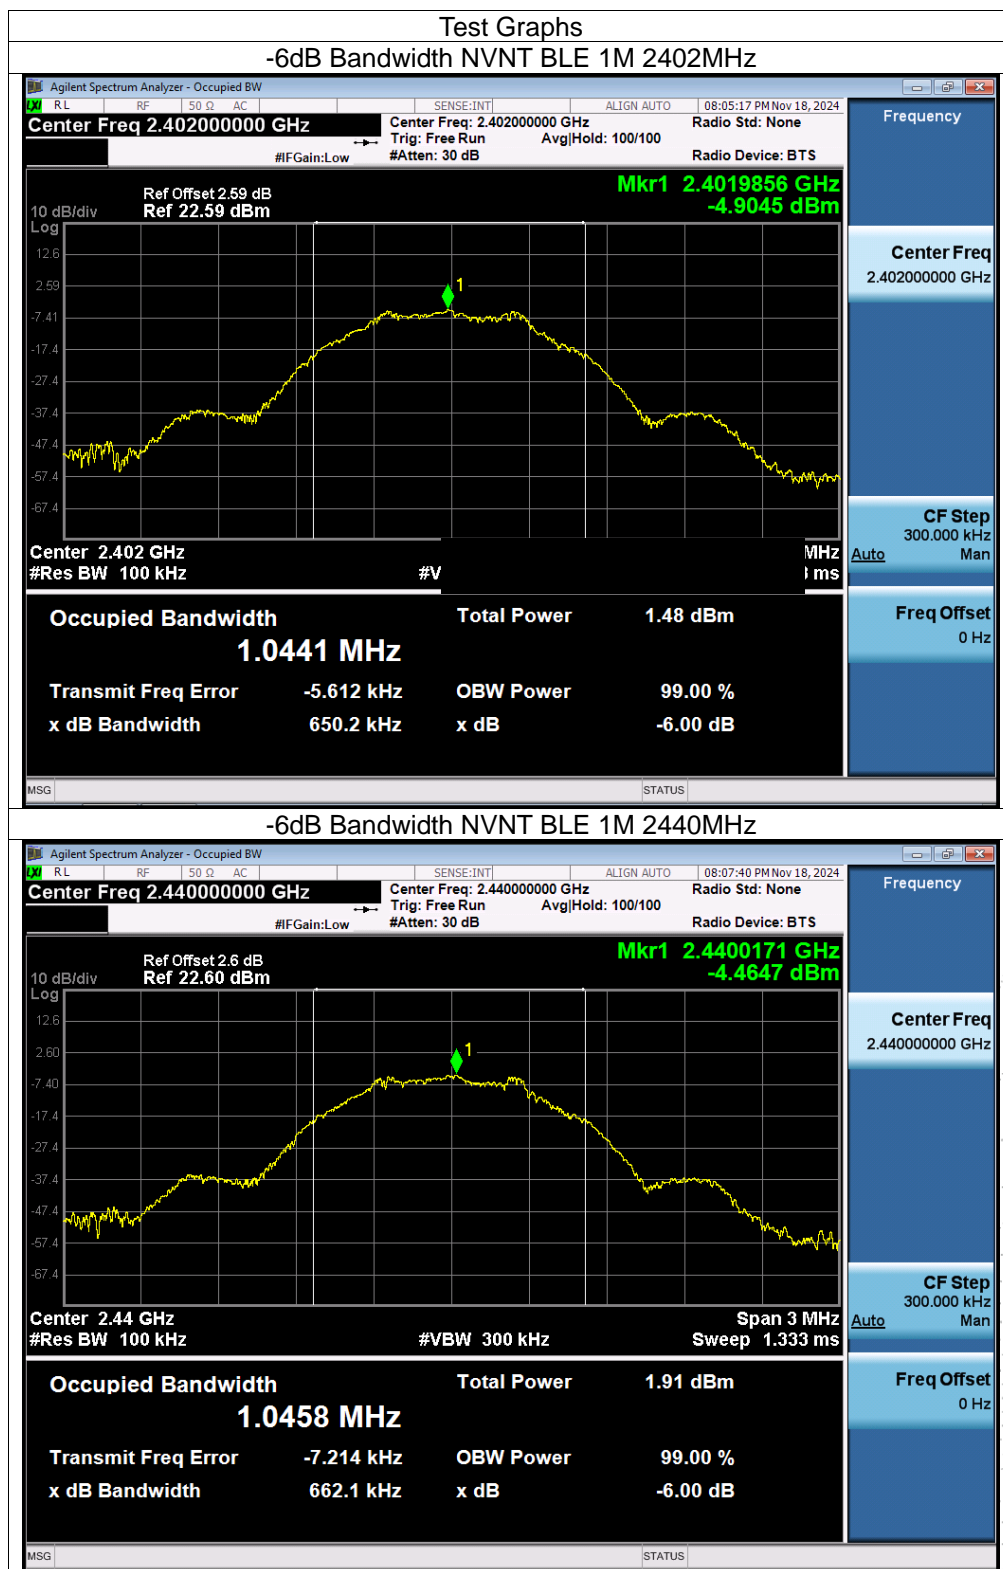 Test Graphs
-6dB Bandwidth NVNT BLE 1M 2402MHz
Agilent Spectrum Analyzer - Occupied BW
LXI RL RF 50 Ω AC SENSE:INT ALIGN AUTO 08:05:17 PM Nov 18, 2024
Center Freq 2.402000000 GHz Center Freq: 2.402000000 GHz Radio Std: None Frequency
Trig: Free Run Avg|Hold: 100/100
#IFGain:Low #Atten: 30 dB Radio Device: BTS
Mkr1 2.4019856 GHz
Ref Offset 2.59 dB -4.9045 dBm
10 dB/div Ref 22.59 dBm
Log
12.6
2.59
-7.41
-17.4
-27.4
-37.4
-47.4
-57.4
-67.4
1
Center Freq
2.402000000 GHz
CF Step
300.000 kHz
Auto Man
Center 2.402 GHz MHz
#Res BW 100 kHz #V ms
Freq Offset
0 Hz
Occupied Bandwidth Total Power 1.48 dBm
1.0441 MHz
Transmit Freq Error -5.612 kHz OBW Power 99.00 %
x dB Bandwidth 650.2 kHz x dB -6.00 dB
MSG STATUS
-6dB Bandwidth NVNT BLE 1M 2440MHz
Agilent Spectrum Analyzer - Occupied BW
LXI RL RF 50 Ω AC SENSE:INT ALIGN AUTO 08:07:40 PM Nov 18, 2024
Center Freq 2.440000000 GHz Center Freq: 2.440000000 GHz Radio Std: None Frequency
Trig: Free Run Avg|Hold: 100/100
#IFGain:Low #Atten: 30 dB Radio Device: BTS
Mkr1 2.4400171 GHz
Ref Offset 2.6 dB -4.4647 dBm
10 dB/div Ref 22.60 dBm
Log
12.6
2.60
-7.40
-17.4
-27.4
-37.4
-47.4
-57.4
-67.4
1
Center Freq
2.440000000 GHz
CF Step
300.000 kHz
Auto Man
Center 2.44 GHz Span 3 MHz
#Res BW 100 kHz #VBW 300 kHz Sweep 1.333 ms
Freq Offset
0 Hz
Occupied Bandwidth Total Power 1.91 dBm
1.0458 MHz
Transmit Freq Error -7.214 kHz OBW Power 99.00 %
x dB Bandwidth 662.1 kHz x dB -6.00 dB
MSG STATUS